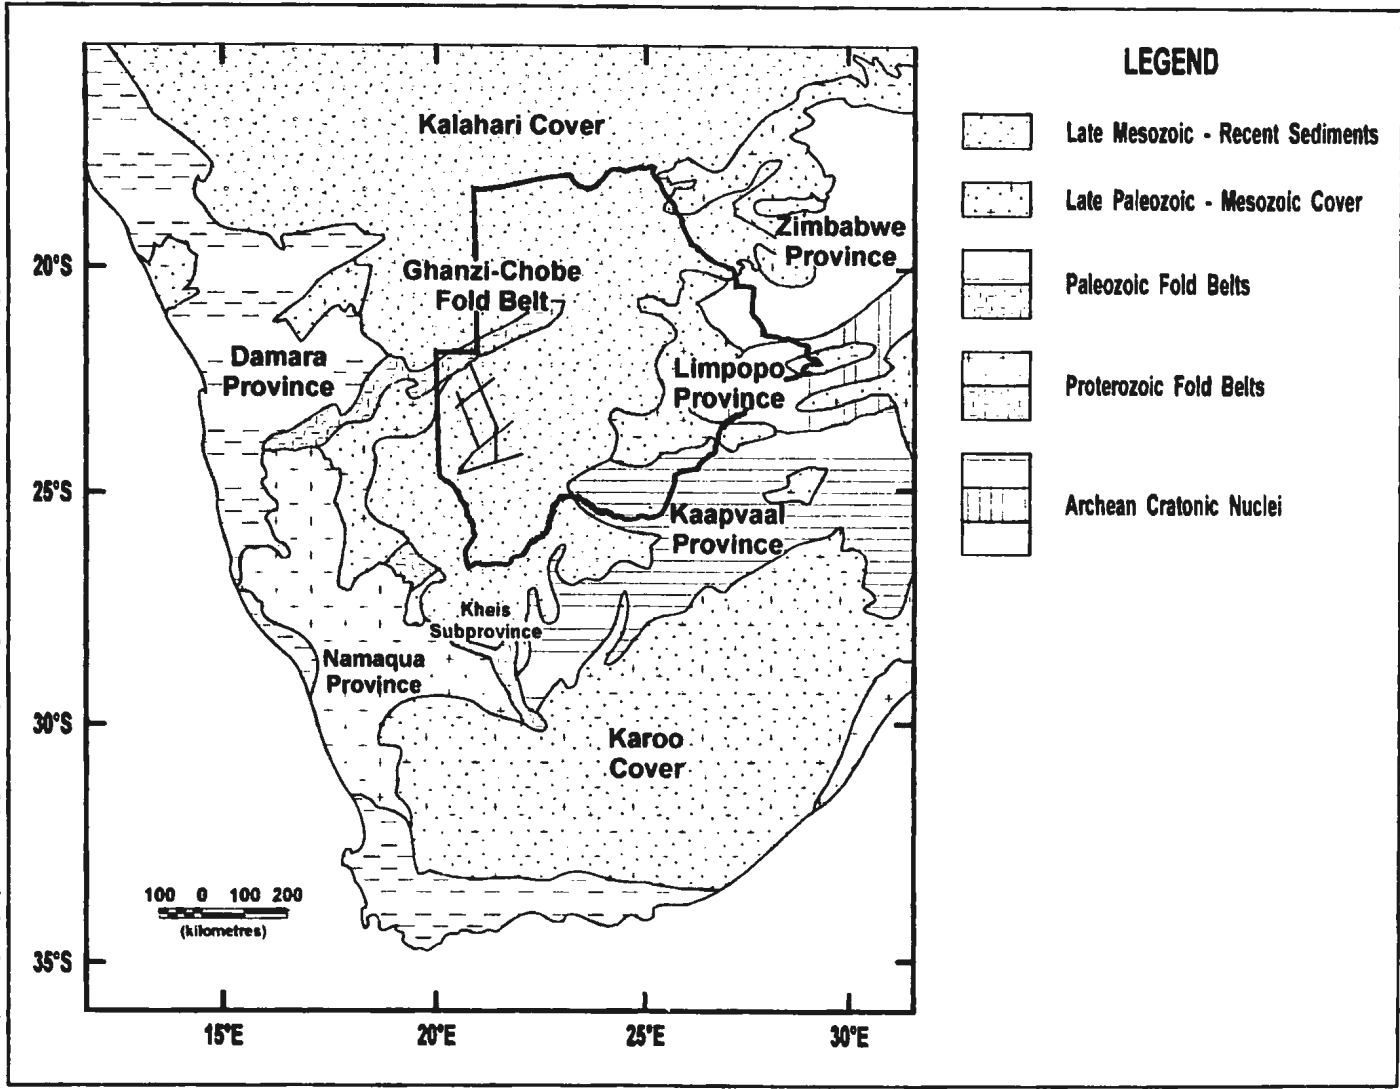 LEGEND
Late Mesozoic - Recent Sediments
Late Paleozoic - Mesozoic Cover
Paleozoic Fold Belts
Proterozoic Fold Belts
Archean Cratonic Nuclei
Kalahari Cover
Zimbabwe
Province
Ghanzi-Chobe
Fold Belt
Damara
Province
Limpopo
Province
Kaapvaal
Province
Kheis
Subprovince
Namaqua
Province
Karoo
Cover
20°S
25°S
30°S
35°S
100 0 100 200
(kilometres)
15°E
20°E
25°E
30°E